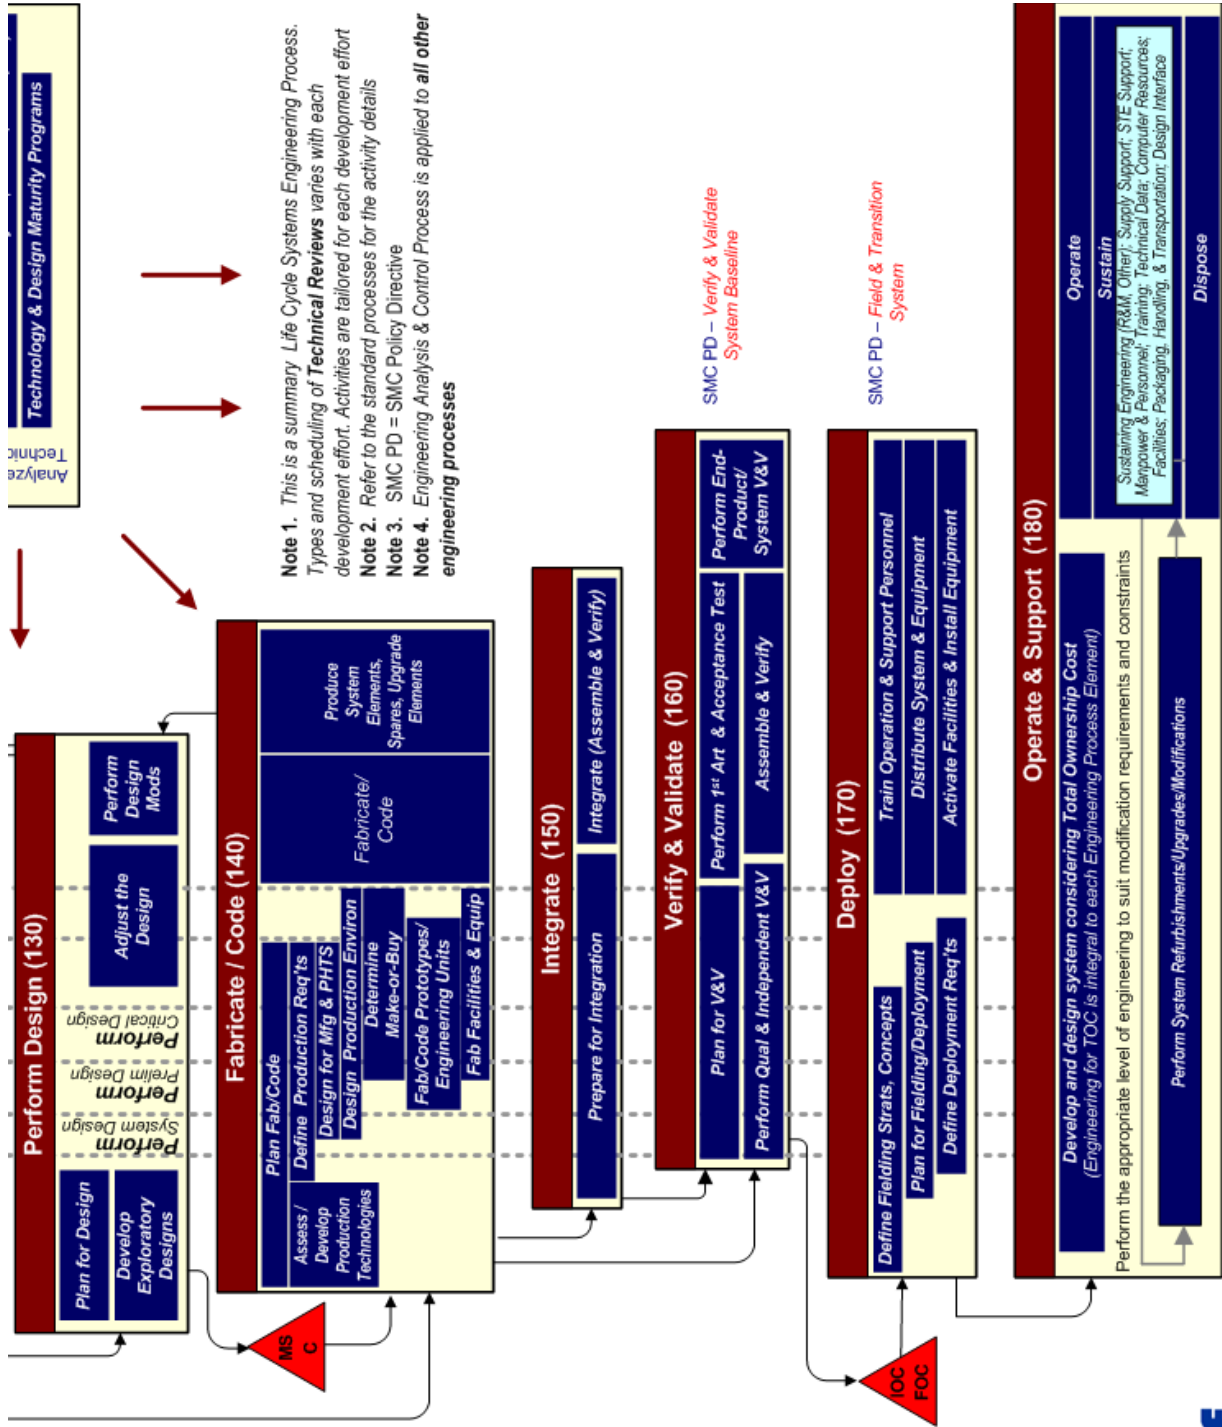 Technology & Design Maturity Programs
Analyze
Perform Design (130)
Plan for Design
Develop
Exploratory
Designs
Perform
System Design
Perform
Prelim Design
Perform
Critical Design
Adjust the
Design
Perform
Design
Mods
MS
C
Fabricate / Code (140)
Plan Fab/Code
Assess /
Develop
Production
Technologies
Define Production Req'ts
Design for Mfg & PHTS
Design Production Environ
Determine
Make-or-Buy
Fab/Code Prototypes/
Engineering Units
Fab Facilities & Equip
Fabricate/
Code
Produce
System
Elements,
Spares, Upgrade
Elements
Note 1. This is a summary Life Cycle Systems Engineering Process.
Types and scheduling of Technical Reviews varies with each
development effort. Activities are tailored for each development effort
Note 2. Refer to the standard processes for the activity details
Note 3. SMC PD = SMC Policy Directive
Note 4. Engineering Analysis & Control Process is applied to all other
engineering processes
Integrate (150)
Prepare for Integration
Integrate (Assemble & Verify)
Verify & Validate (160)
Plan for V&V
Perform 1st Art & Acceptance Test
Perform Qual & Independent V&V
Assemble & Verify
Perform End-
Product/
System V&V
SMC PD – Verify & Validate
System Baseline
IOC
FOC
Deploy (170)
Define Fielding Strats, Concepts
Plan for Fielding/Deployment
Define Deployment Req'ts
Train Operation & Support Personnel
Distribute System & Equipment
Activate Facilities & Install Equipment
SMC PD – Field & Transition
System
Operate & Support (180)
Develop and design system considering Total Ownership Cost
(Engineering for TOC is integral to each Engineering Process Element)
Perform the appropriate level of engineering to suit modification requirements and constraints
Perform System Refurbishments/Upgrades/Modifications
Operate
Sustain
Sustaining Engineering (R&M, Other); Supply Support; STE Support;
Manpower & Personnel; Training; Technical Data; Computer Resources;
Facilities; Packaging, Handling, & Transportation; Design Interface
Dispose